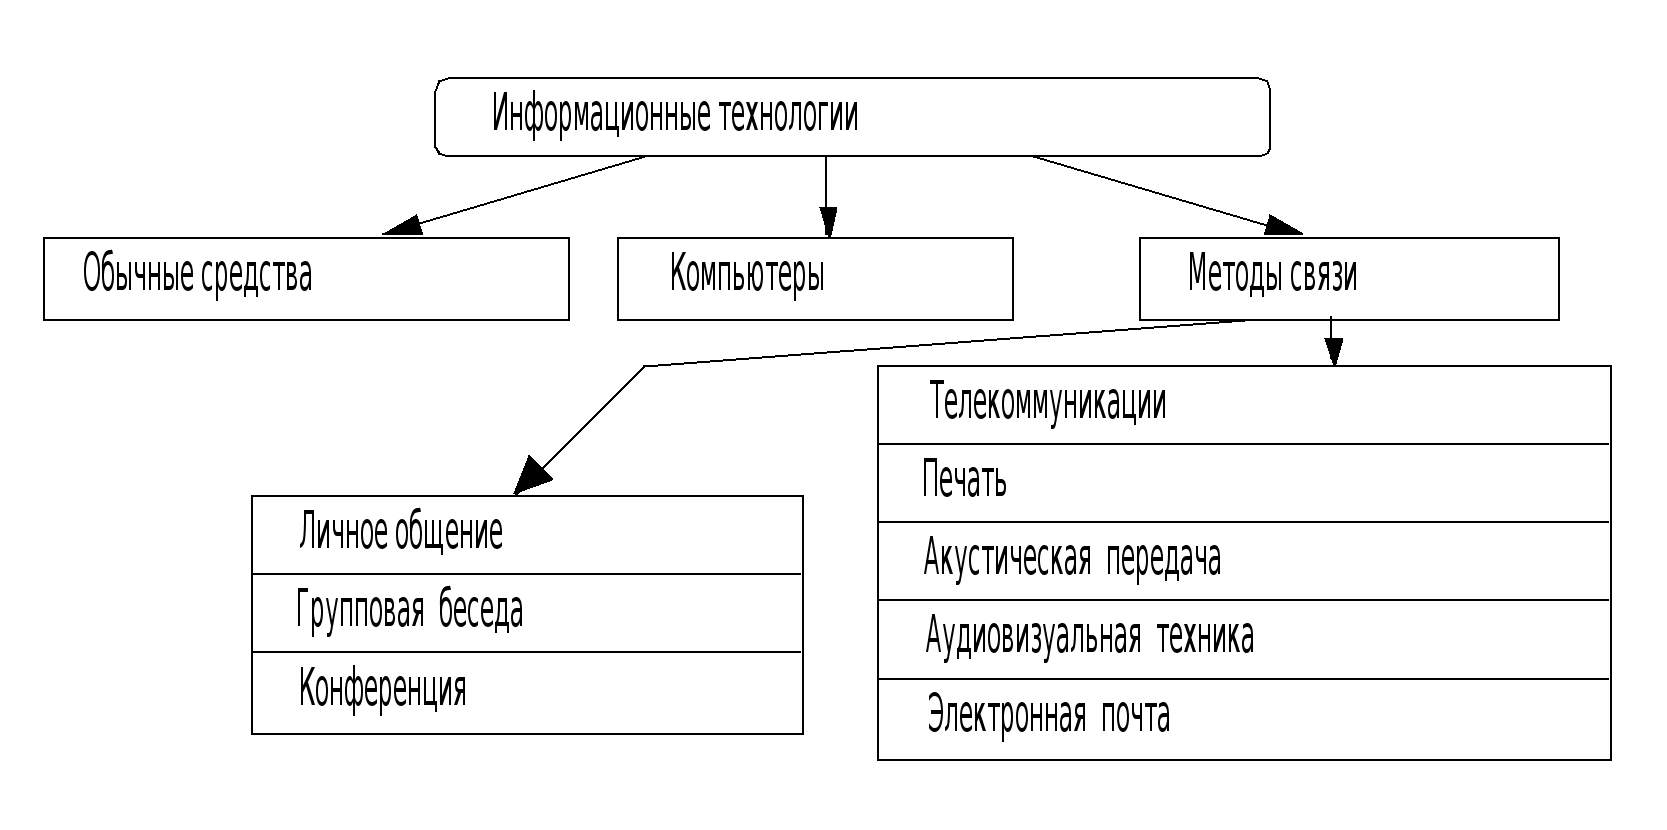 Информационные технологии
Обычные средства
Компьютеры
Методы связи
Личное общение
Групповая беседа
Конференция
Телекоммуникации
Печать
Акустическая передача
Аудиовизуальная техника
Электронная почта